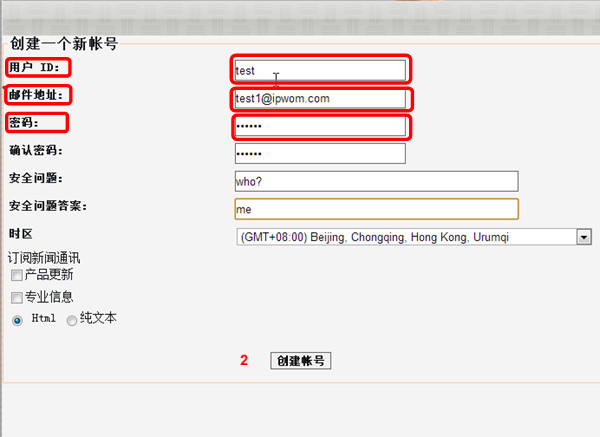 创建一个新帐号
用户 ID: test
邮件地址: test1@ipwom.com
密码: ••••••
确认密码: ••••••
安全问题: who?
安全问题答案: me
时区 (GMT+08:00) Beijing, Chongqing, Hong Kong, Urumqi
订阅新闻通讯
产品更新
专业信息
Html 纯文本
2 创建帐号